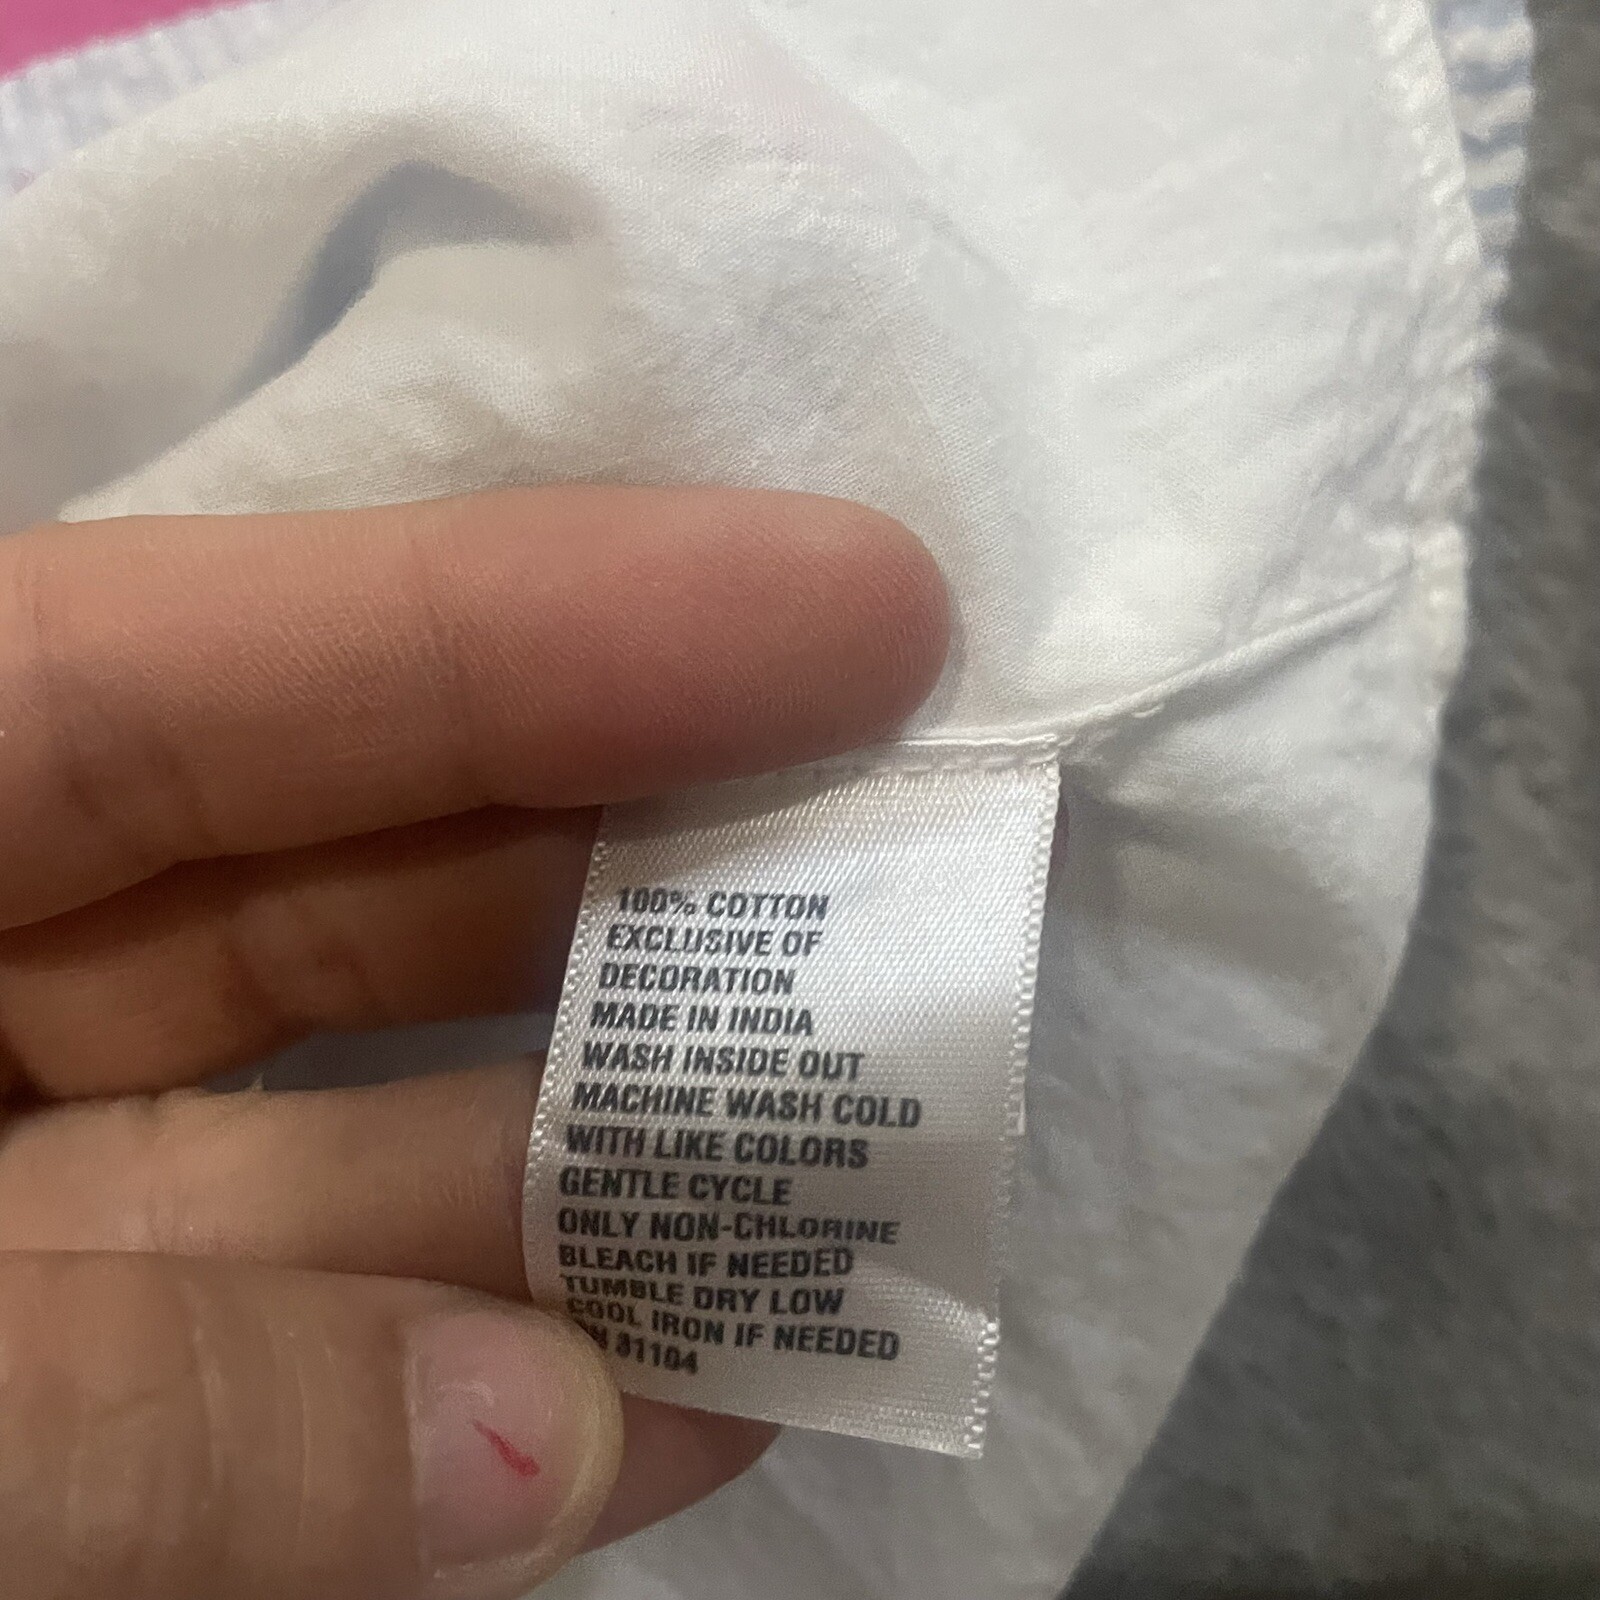 100% COTTON
EXCLUSIVE OF
DECORATION
MADE IN INDIA
WASH INSIDE OUT
MACHINE WASH COLD
WITH LIKE COLORS
GENTLE CYCLE
ONLY NON-CHLORINE
BLEACH IF NEEDED
TUMBLE DRY LOW
COOL IRON IF NEEDED